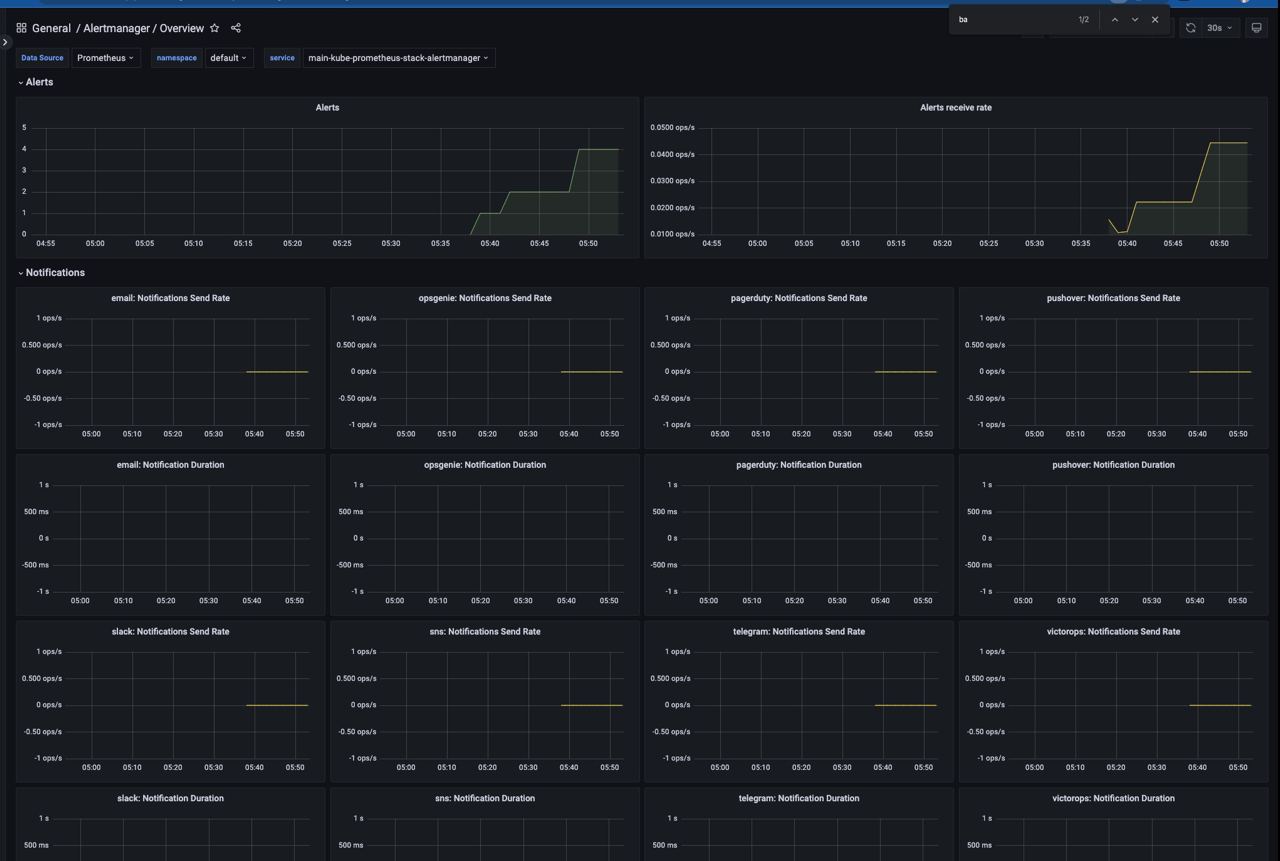 General / Alertmanager / Overview
ba 1/2
30s
Data Source Prometheus namespace default service main-kube-prometheus-stack-alertmanager
Alerts
Alerts
5
4
3
2
1
0
04:55 05:00 05:05 05:10 05:15 05:20 05:25 05:30 05:35 05:40 05:45 05:50
Alerts receive rate
0.0500 ops/s
0.0400 ops/s
0.0300 ops/s
0.0200 ops/s
0.0100 ops/s
04:55 05:00 05:05 05:10 05:15 05:20 05:25 05:30 05:35 05:40 05:45 05:50
Notifications
email: Notifications Send Rate
1 ops/s
0.500 ops/s
0 ops/s
-0.50 ops/s
-1 ops/s
05:00 05:10 05:20 05:30 05:40 05:50
opsgenie: Notifications Send Rate
1 ops/s
0.500 ops/s
0 ops/s
-0.50 ops/s
-1 ops/s
05:00 05:10 05:20 05:30 05:40 05:50
pagerduty: Notifications Send Rate
1 ops/s
0.500 ops/s
0 ops/s
-0.50 ops/s
-1 ops/s
05:00 05:10 05:20 05:30 05:40 05:50
pushover: Notifications Send Rate
1 ops/s
0.500 ops/s
0 ops/s
-0.50 ops/s
-1 ops/s
05:00 05:10 05:20 05:30 05:40 05:50
email: Notification Duration
1 s
500 ms
0 s
-500 ms
-1 s
05:00 05:10 05:20 05:30 05:40 05:50
opsgenie: Notification Duration
1 s
500 ms
0 s
-500 ms
-1 s
05:00 05:10 05:20 05:30 05:40 05:50
pagerduty: Notification Duration
1 s
500 ms
0 s
-500 ms
-1 s
05:00 05:10 05:20 05:30 05:40 05:50
pushover: Notification Duration
1 s
500 ms
0 s
-500 ms
-1 s
05:00 05:10 05:20 05:30 05:40 05:50
slack: Notifications Send Rate
1 ops/s
0.500 ops/s
0 ops/s
-0.50 ops/s
-1 ops/s
05:00 05:10 05:20 05:30 05:40 05:50
sns: Notifications Send Rate
1 ops/s
0.500 ops/s
0 ops/s
-0.50 ops/s
-1 ops/s
05:00 05:10 05:20 05:30 05:40 05:50
telegram: Notifications Send Rate
1 ops/s
0.500 ops/s
0 ops/s
-0.50 ops/s
-1 ops/s
05:00 05:10 05:20 05:30 05:40 05:50
victorops: Notifications Send Rate
1 ops/s
0.500 ops/s
0 ops/s
-0.50 ops/s
-1 ops/s
05:00 05:10 05:20 05:30 05:40 05:50
slack: Notification Duration
1 s
500 ms
sns: Notification Duration
1 s
500 ms
telegram: Notification Duration
1 s
500 ms
victorops: Notification Duration
1 s
500 ms